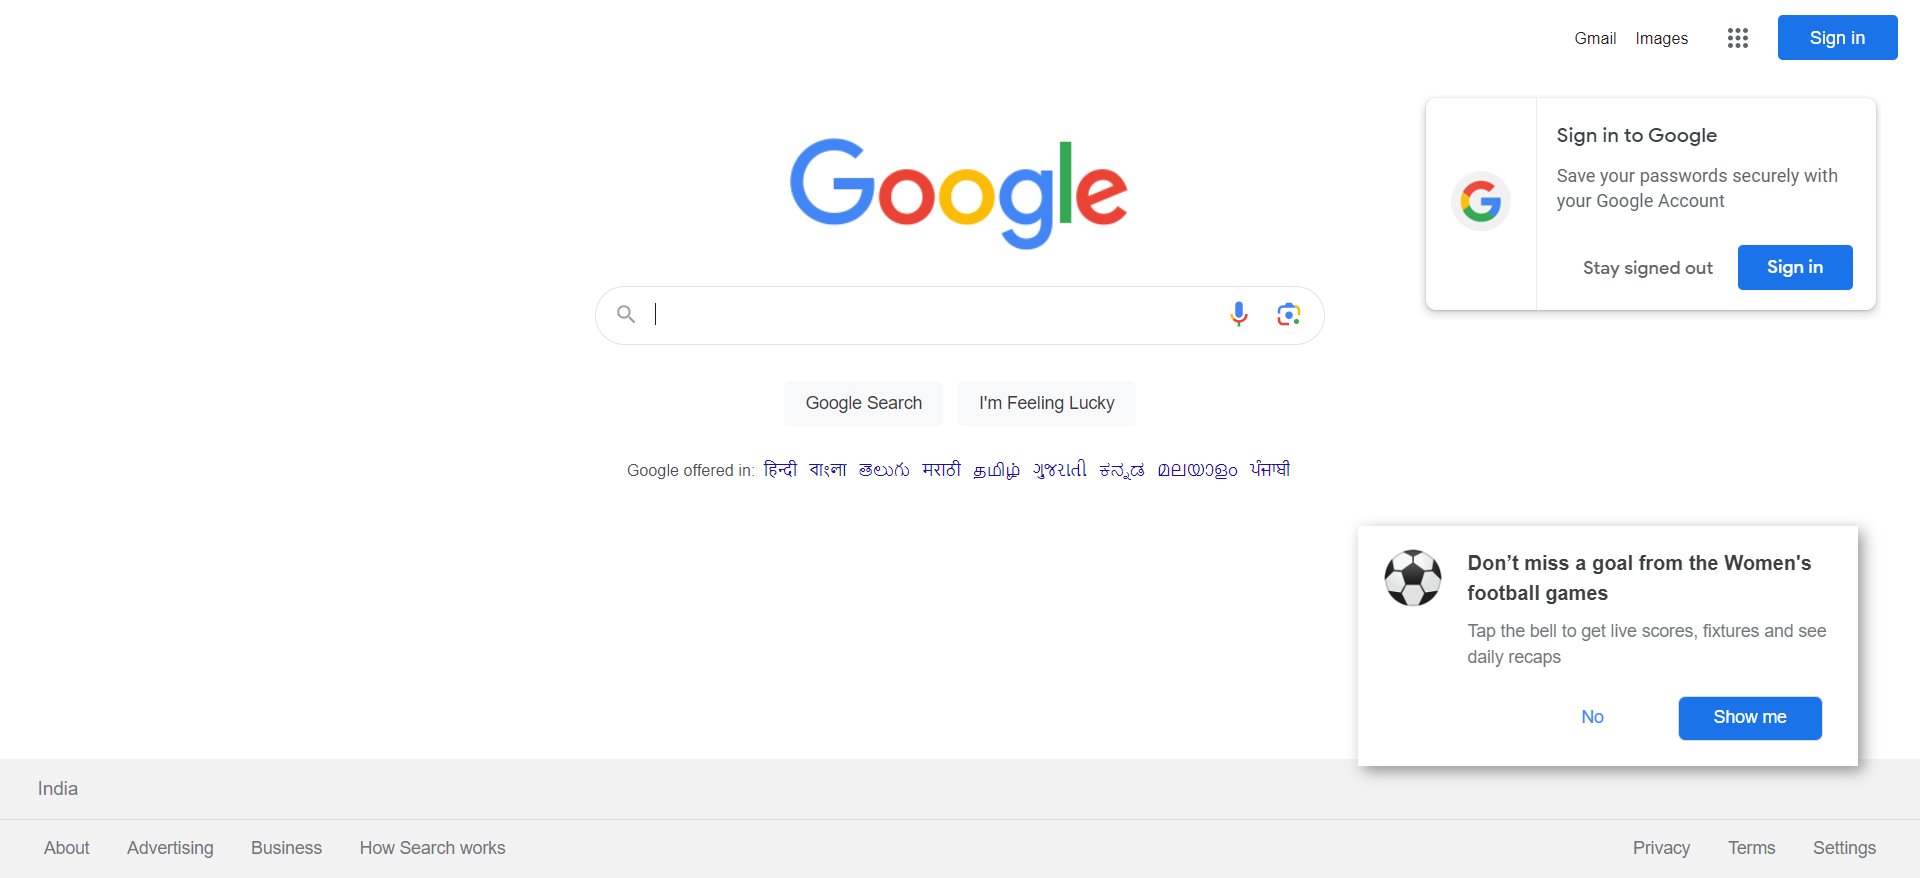 Gmail Images Sign in
Google
Sign in to Google
Save your passwords securely with
your Google Account
Stay signed out Sign in
Google Search I'm Feeling Lucky
Google offered in: हिन्दी বাংলা తెలుగు मराठी தமிழ் ગુજરાતી ಕನ್ನಡ മലയാളം ਪੰਜਾਬੀ
Don’t miss a goal from the Women's
football games
Tap the bell to get live scores, fixtures and see
daily recaps
No Show me
India
About Advertising Business How Search works Privacy Terms Settings